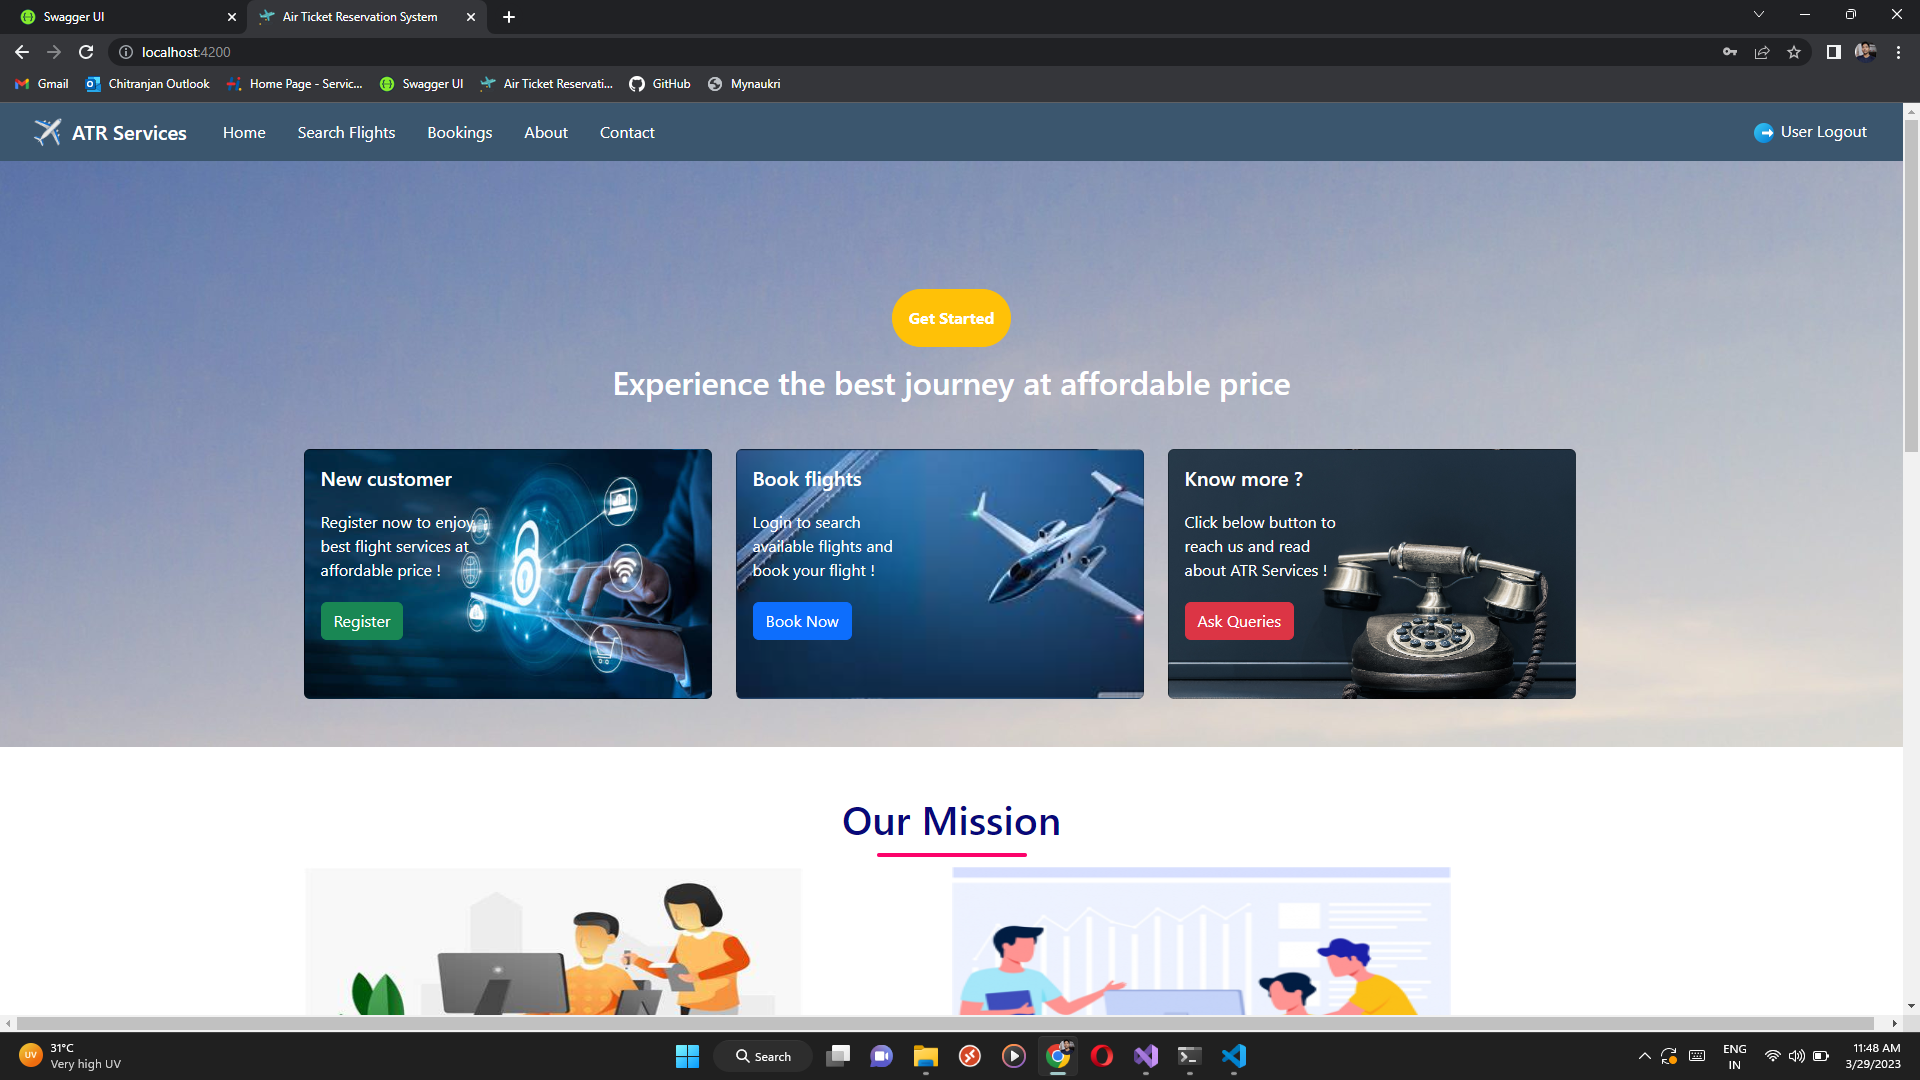 Swagger UI
Air Ticket Reservation System
localhost:4200
Gmail
Chitranjan Outlook
Home Page - Servic...
Swagger UI
Air Ticket Reservati...
GitHub
Mynaukri
ATR Services
Home
Search Flights
Bookings
About
Contact
User Logout
Get Started
Experience the best journey at affordable price
New customer
Register now to enjoy
best flight services at
affordable price !
Register
Book flights
Login to search
available flights and
book your flight !
Book Now
Know more ?
Click below button to
reach us and read
about ATR Services !
Ask Queries
Our Mission
UV
31°C
Very high UV
Search
ENG
IN
11:48 AM
3/29/2023